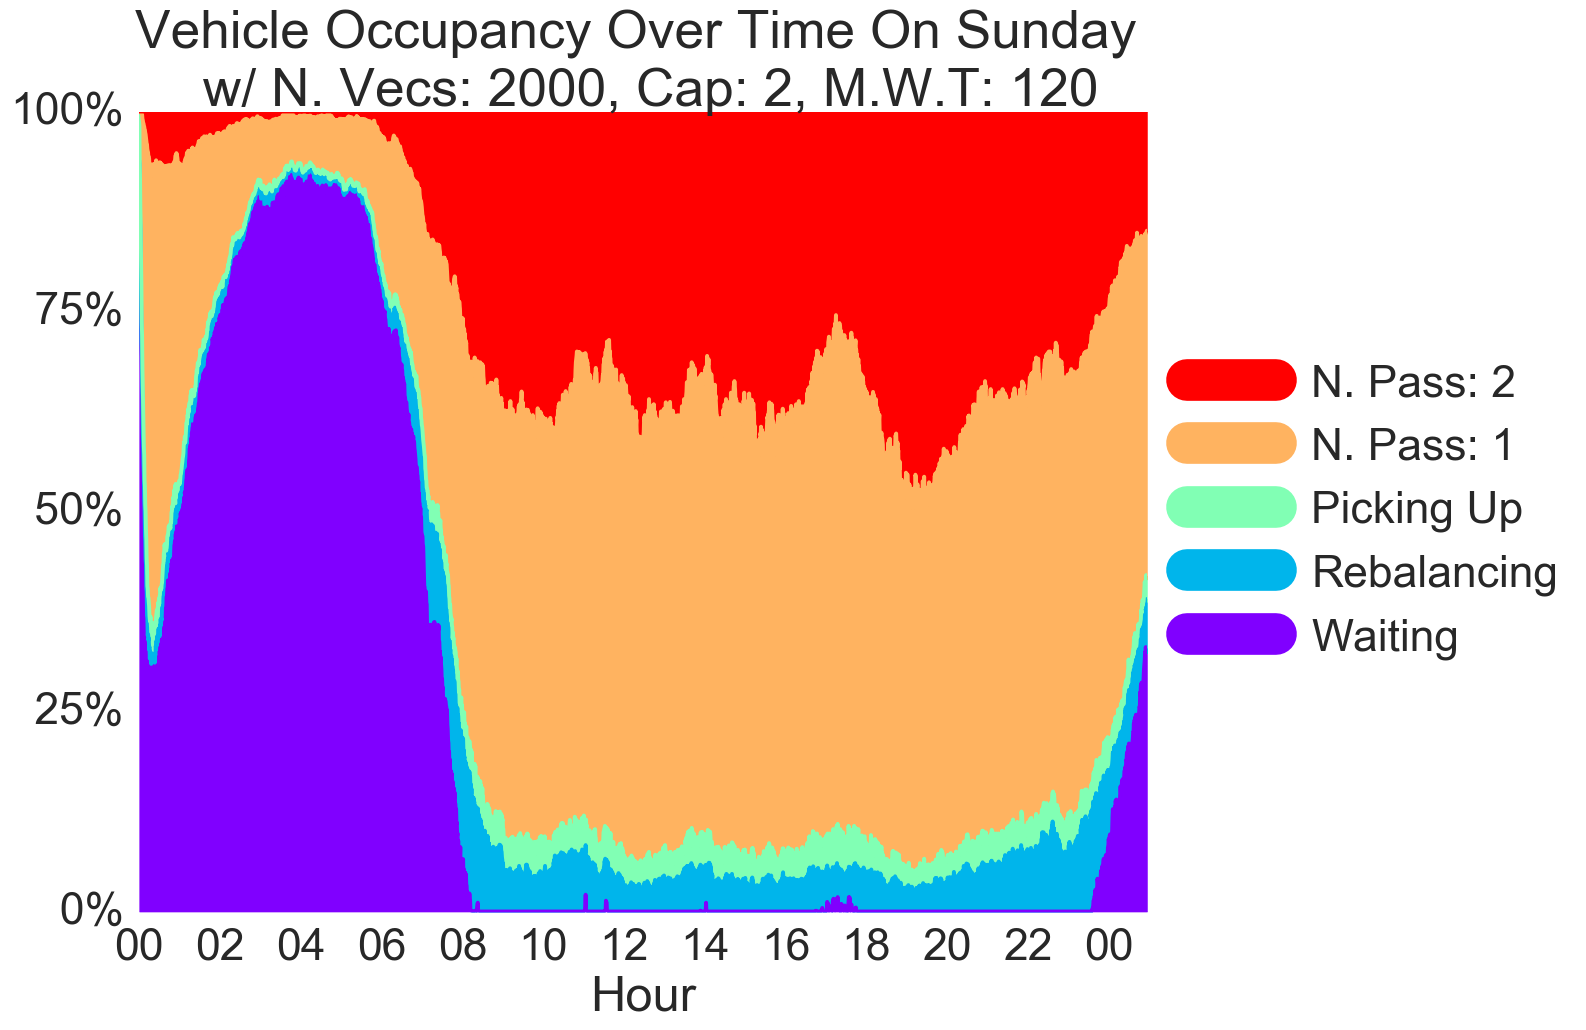 Vehicle Occupancy Over Time On Sunday
w/ N. Vecs: 2000, Cap: 2, M.W.T: 120
100%
75%
50%
25%
0%
00 02 04 06 08 10 12 14 16 18 20 22 00
Hour
N. Pass: 2
N. Pass: 1
Picking Up
Rebalancing
Waiting